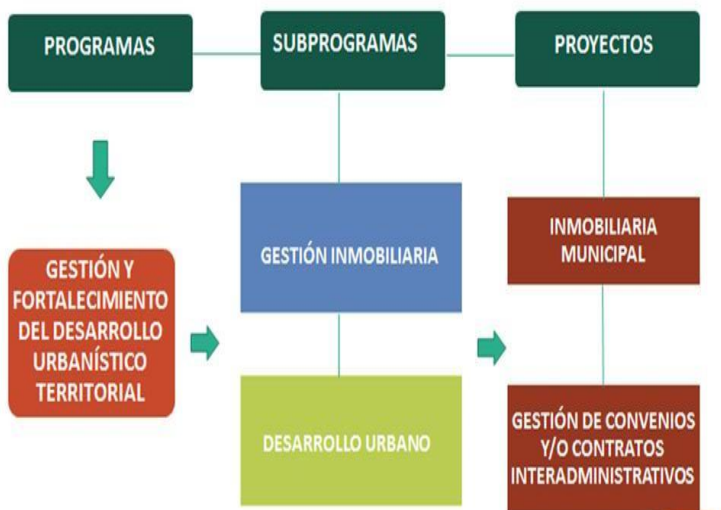 PROGRAMAS
SUBPROGRAMAS
PROYECTOS
GESTIÓN Y
FORTALECIMIENTO
DEL DESARROLLO
URBANÍSTICO
TERRITORIAL
GESTIÓN INMOBILIARIA
DESARROLLO URBANO
INMOBILIARIA
MUNICIPAL
GESTIÓN DE CONVENIOS
Y/O CONTRATOS
INTERADMINISTRATIVOS